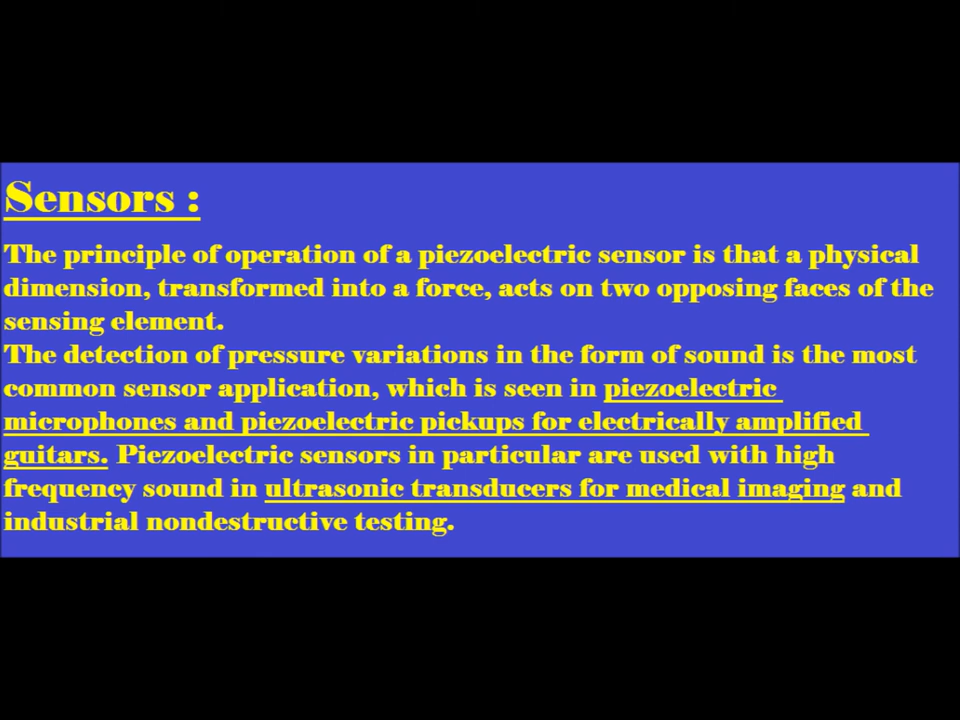 Sensors :
The principle of operation of a piezoelectric sensor is that a physical
dimension, transformed into a force, acts on two opposing faces of the
sensing element.
The detection of pressure variations in the form of sound is the most
common sensor application, which is seen in piezoelectric
microphones and piezoelectric pickups for electrically amplified
guitars. Piezoelectric sensors in particular are used with high
frequency sound in ultrasonic transducers for medical imaging and
industrial nondestructive testing.